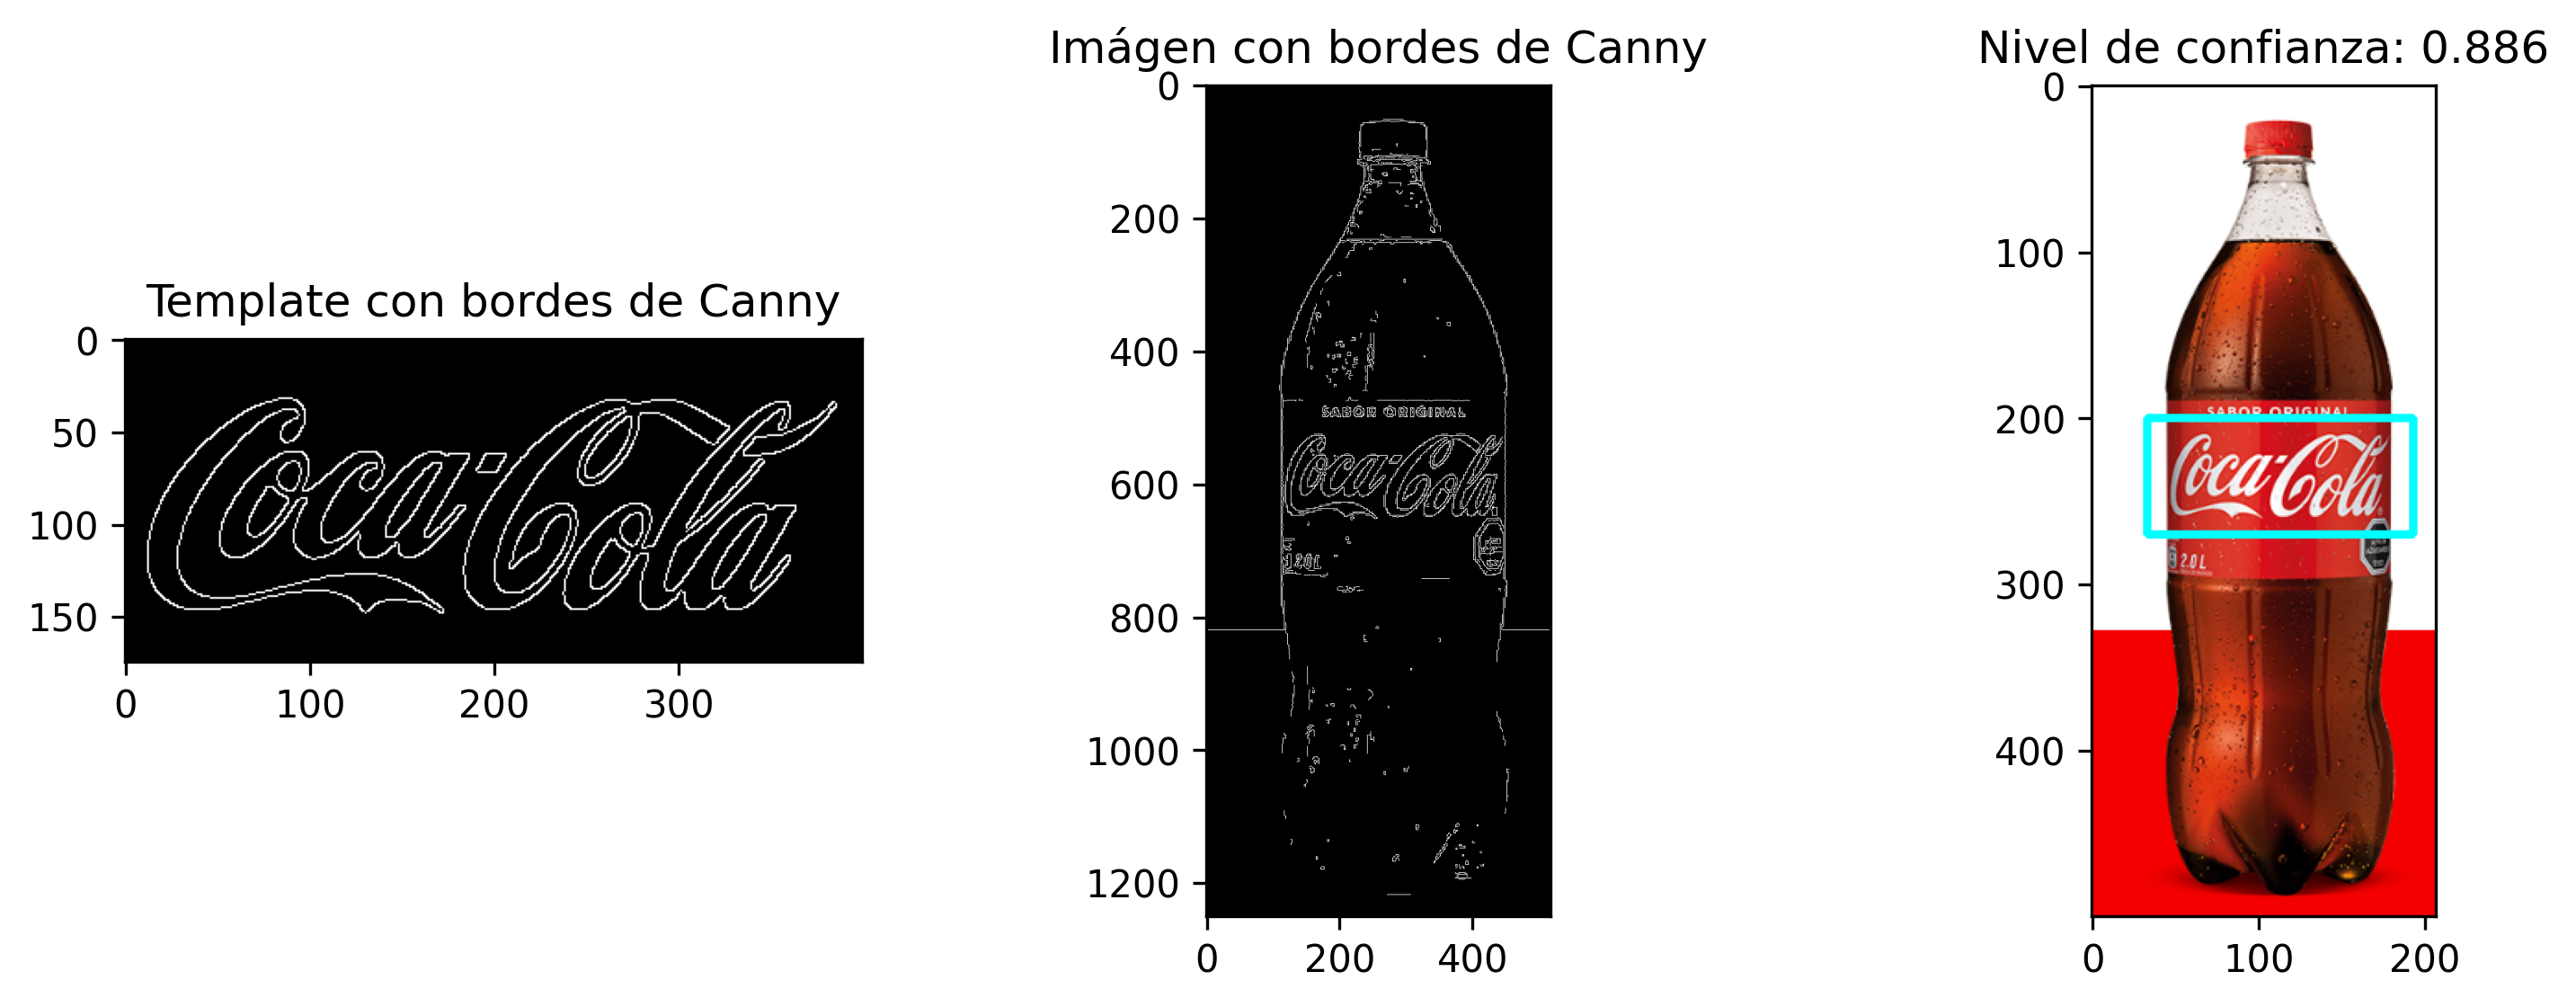 Template con bordes de Canny
0
50
100
150
0 100 200 300
Coca-Cola
Imágen con bordes de Canny
0
200
400
600
800
1000
1200
0 200 400
SABOR ORIGINAL
Coca-Cola
2.0L
Nivel de confianza: 0.886
0
100
200
300
400
0 100 200
SABOR ORIGINAL
Coca-Cola
2.0 L